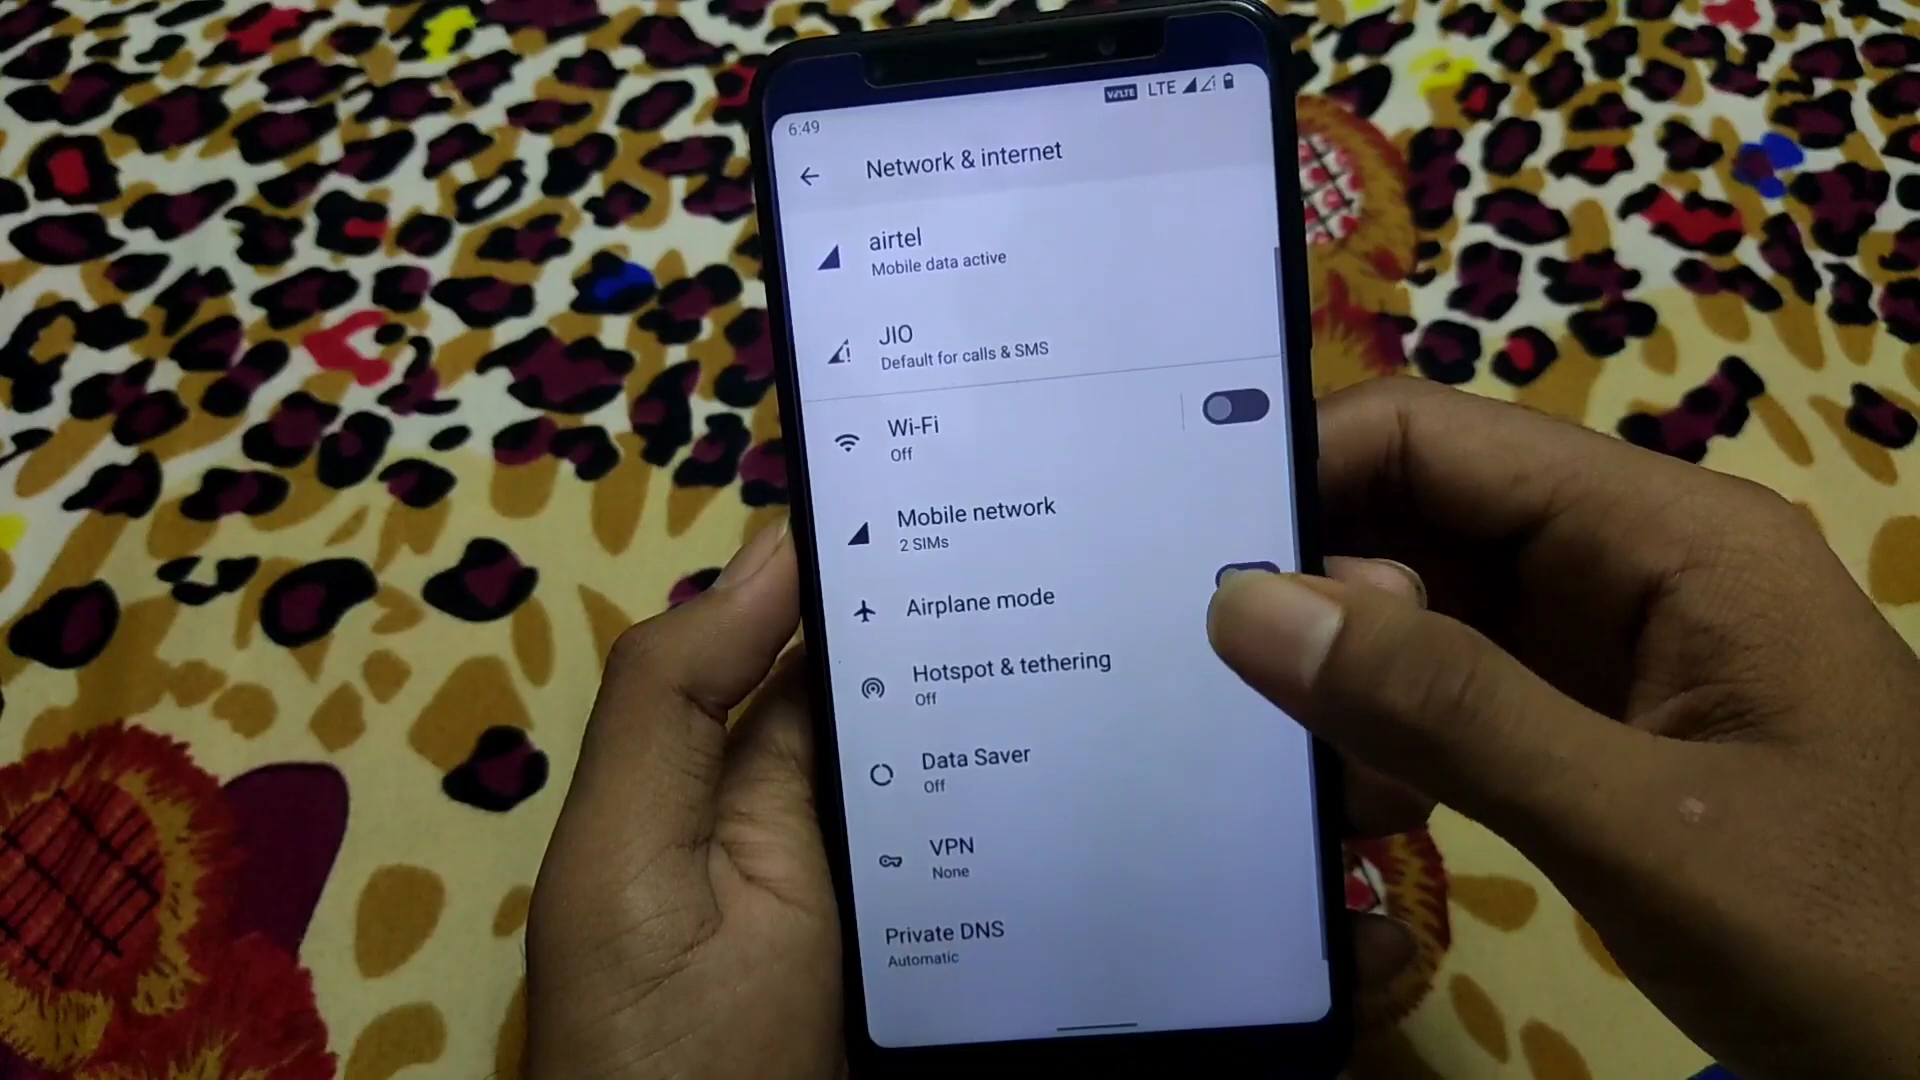 VoLTE LTE
6:49
Network & internet
airtel
Mobile data active
JIO
Default for calls & SMS
Wi-Fi
Off
Mobile network
2 SIMs
Airplane mode
Hotspot & tethering
Off
Data Saver
Off
VPN
None
Private DNS
Automatic